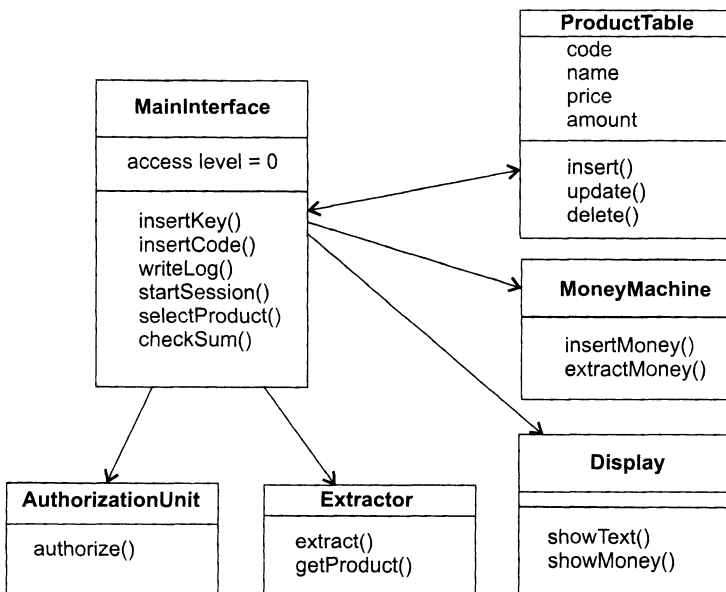 ProductTable
code
name
price
amount
insert()
update()
delete()
MainInterface
access level = 0
insertKey()
insertCode()
writeLog()
startSession()
selectProduct()
checkSum()
MoneyMachine
insertMoney()
extractMoney()
Display
showText()
showMoney()
AuthorizationUnit
authorize()
Extractor
extract()
getProduct()